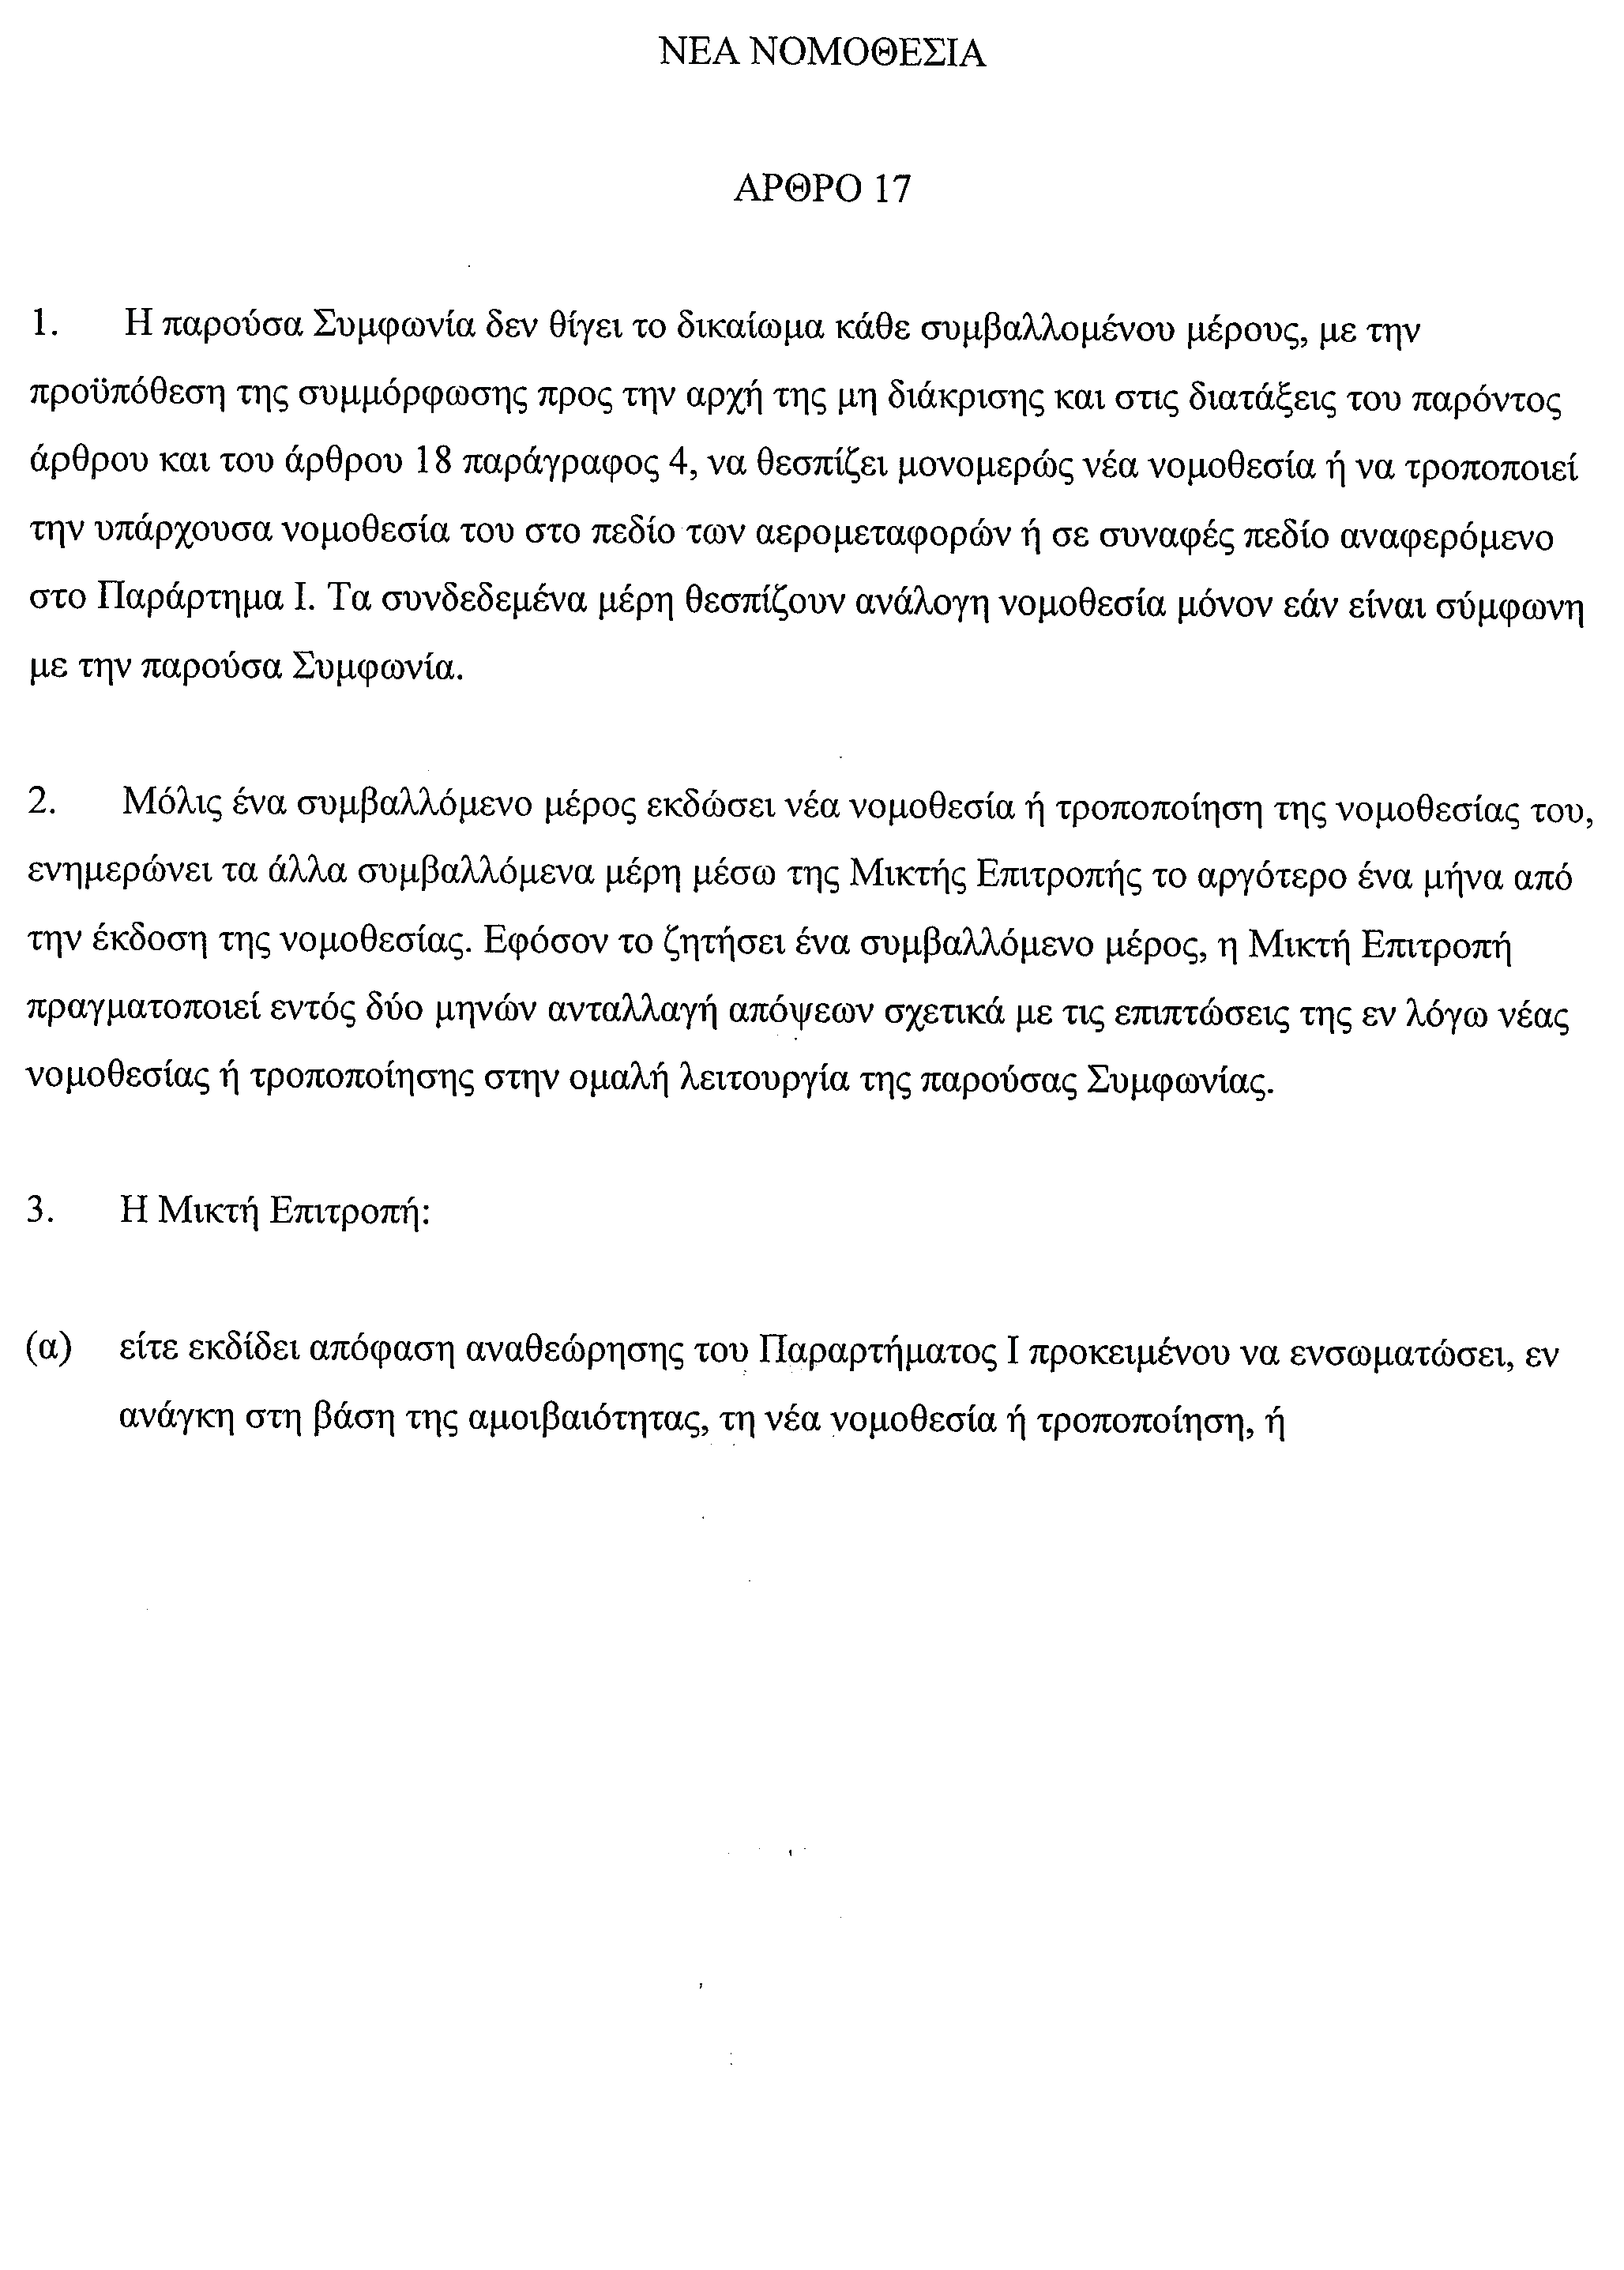 ΝΕΑ ΝΟΜΟΘΕΣΙΑ
ΑΡΘΡΟ 17
1. Η παρούσα Συμφωνία δεν θίγει το δικαίωμα κάθε συμβαλλομένου μέρους, με την
προϋπόθεση της συμμόρφωσης προς την αρχή της μη διάκρισης και στις διατάξεις του παρόντος
άρθρου και του άρθρου 18 παράγραφος 4, να θεσπίζει μονομερώς νέα νομοθεσία ή να τροποποιεί
την υπάρχουσα νομοθεσία του στο πεδίο των αερομεταφορών ή σε συναφές πεδίο αναφερόμενο
στο Παράρτημα Ι. Τα συνδεδεμένα μέρη θεσπίζουν ανάλογη νομοθεσία μόνον εάν είναι σύμφωνη
με την παρούσα Συμφωνία.
2. Μόλις ένα συμβαλλόμενο μέρος εκδώσει νέα νομοθεσία ή τροποποίηση της νομοθεσίας του,
ενημερώνει τα άλλα συμβαλλόμενα μέρη μέσω της Μικτής Επιτροπής το αργότερο ένα μήνα από
την έκδοση της νομοθεσίας. Εφόσον το ζητήσει ένα συμβαλλόμενο μέρος, η Μικτή Επιτροπή
πραγματοποιεί εντός δύο μηνών ανταλλαγή απόψεων σχετικά με τις επιπτώσεις της εν λόγω νέας
νομοθεσίας ή τροποποίησης στην ομαλή λειτουργία της παρούσας Συμφωνίας.
3. Η Μικτή Επιτροπή:
(α) είτε εκδίδει απόφαση αναθεώρησης του Παραρτήματος Ι προκειμένου να ενσωματώσει, εν
ανάγκη στη βάση της αμοιβαιότητας, τη νέα νομοθεσία ή τροποποίηση, ή